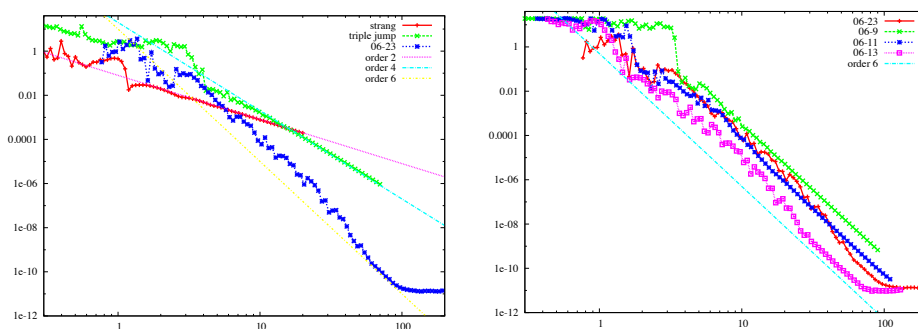 strang
triple jump
06-23
order 2
order 4
order 6
1
0.01
0.0001
1e-06
1e-08
1e-10
1e-12
1
10
100
06-23
06-9
06-11
06-13
order 6
1
0.01
0.0001
1e-06
1e-08
1e-10
1e-12
1
10
100